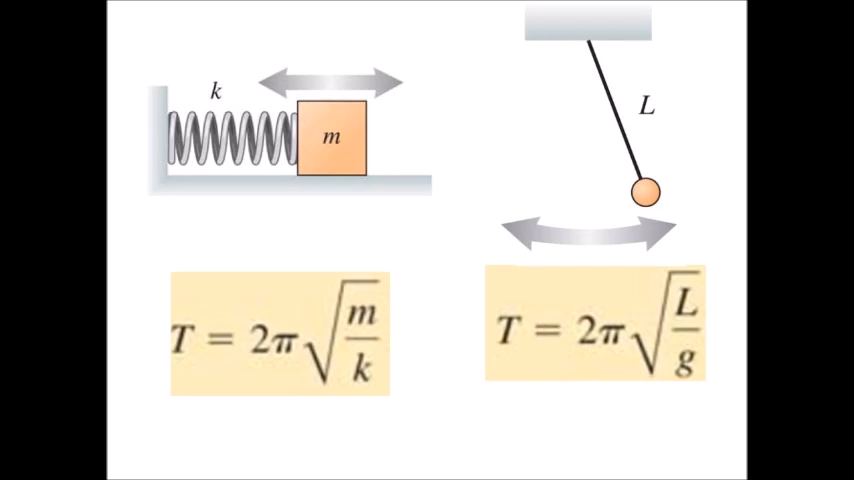 k
m
L
T = 2π√(m/k)
T = 2π√(L/g)